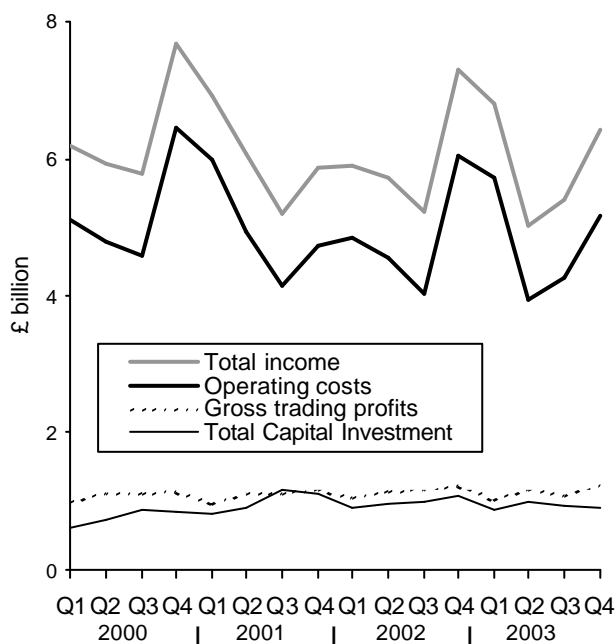 8
6
4
2
0
£ billion
Total income
Operating costs
Gross trading profits
Total Capital Investment
Q1 Q2 Q3 Q4 Q1 Q2 Q3 Q4 Q1 Q2 Q3 Q4 Q1 Q2 Q3 Q4
2000 | 2001 | 2002 | 2003